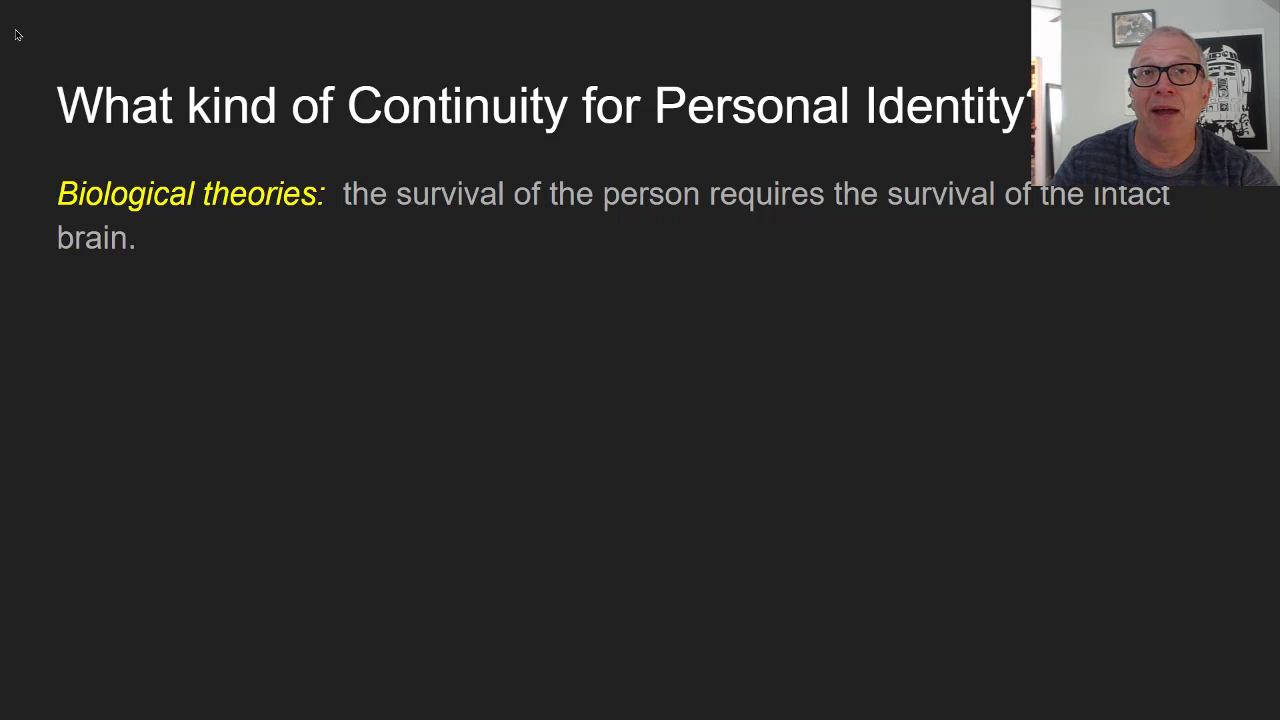 What kind of Continuity for Personal Identity?
Biological theories: the survival of the person requires the survival of the intact
brain.